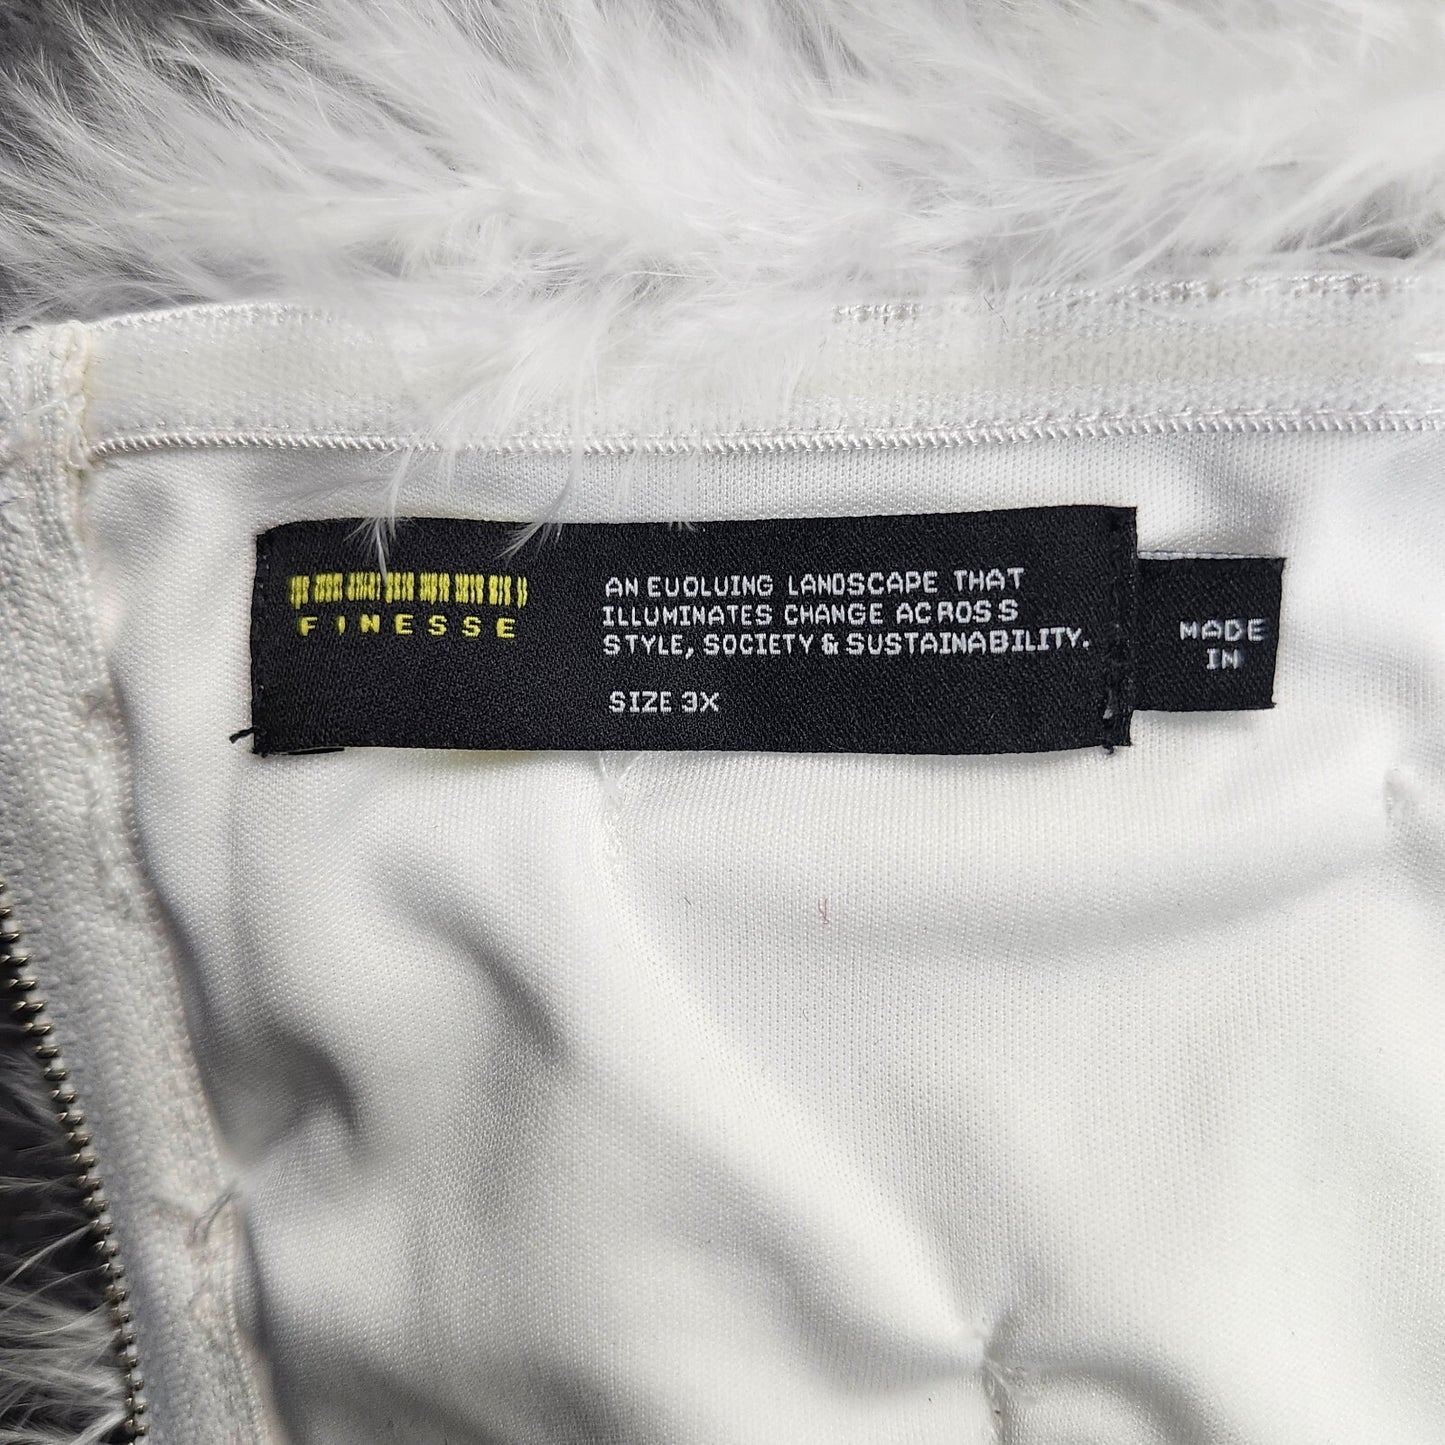 FINESSE
AN EVOLVING LANDSCAPE THAT
ILLUMINATES CHANGE ACROSS
STYLE, SOCIETY & SUSTAINABILITY.
SIZE 3X
MADE
IN